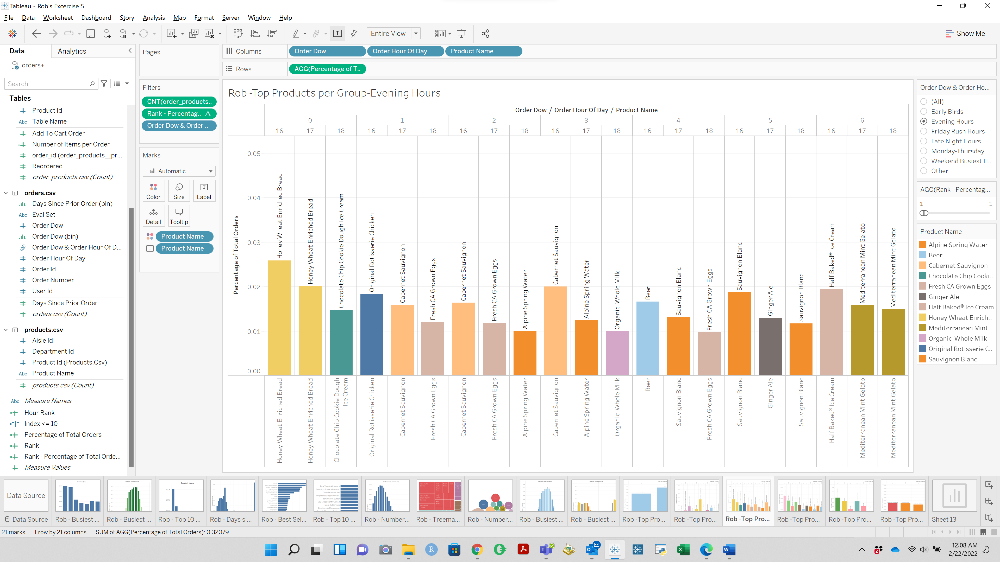 Tableau - Rob's Excercise 5
File Data Worksheet Dashboard Story Analysis Map Format Server Window Help
Entire View
Show Me
Data
Analytics
orders+
Search
Tables
Product Id
Abc Table Name
Add To Cart Order
Number of Items per Order
order_id (order_products__pr...
Reordered
order_products.csv (Count)
orders.csv
Days Since Prior Order (bin)
Abc Eval Set
Order Dow
Order Dow (bin)
Order Dow & Order Hour Of D...
Order Hour Of Day
Order Id
Order Number
User Id
Days Since Prior Order
orders.csv (Count)
products.csv
Aisle Id
Department Id
Product Id (Products.Csv)
Abc Product Name
products.csv (Count)
Abc Measure Names
Hour Rank
=T|F Index <= 10
Percentage of Total Orders
Rank
Rank - Percentage of Total Orde...
Measure Values
Pages
Filters
CNT(order_products..
Rank - Percentag.. Δ
Order Dow & Order ..
Marks
Automatic
Color Size Label
Detail Tooltip
Product Name
Product Name
Columns Order Dow Order Hour Of Day Product Name
Rows AGG(Percentage of T..
Rob -Top Products per Group-Evening Hours
Order Dow / Order Hour Of Day / Product Name
0 1 2 3 4 5 6
16 17 18 16 17 18 16 17 18 16 17 18 16 17 18 16 17 18 16 17 18
Percentage of Total Orders
0.05
0.04
0.03
0.02
0.01
0.00
Honey Wheat Enriched Bread
Honey Wheat Enriched Bread
Chocolate Chip Cookie Dough Ice Cream
Original Rotisserie Chicken
Cabernet Sauvignon
Fresh CA Grown Eggs
Cabernet Sauvignon
Fresh CA Grown Eggs
Alpine Spring Water
Cabernet Sauvignon
Alpine Spring Water
Organic  Whole Milk
Beer
Sauvignon Blanc
Fresh CA Grown Eggs
Sauvignon Blanc
Ginger Ale
Sauvignon Blanc
Half Baked® Ice Cream
Mediterranean Mint Gelato
Mediterranean Mint Gelato
Honey Wheat Enriched Bread
Honey Wheat Enriched Bread
Chocolate Chip Cookie Dough
Ice Cream
Original Rotisserie Chicken
Cabernet Sauvignon
Fresh CA Grown Eggs
Cabernet Sauvignon
Fresh CA Grown Eggs
Alpine Spring Water
Cabernet Sauvignon
Alpine Spring Water
Organic  Whole Milk
Beer
Sauvignon Blanc
Fresh CA Grown Eggs
Sauvignon Blanc
Ginger Ale
Sauvignon Blanc
Half Baked® Ice Cream
Mediterranean Mint Gelato
Mediterranean Mint Gelato
Order Dow & Order Ho...
(All)
Early Birds
Evening Hours
Friday Rush Hours
Late Night Hours
Monday-Thursday ...
Weekend Busiest H...
Other
AGG(Rank - Percentag...
1 1
Product Name
Alpine Spring Water
Beer
Cabernet Sauvignon
Chocolate Chip Cooki..
Fresh CA Grown Eggs
Ginger Ale
Half Baked® Ice Cream
Honey Wheat Enrich..
Mediterranean Mint ..
Organic  Whole Milk
Original Rotisserie C..
Sauvignon Blanc
Data Source
Data Source Rob - Busiest ... Rob - Busiest ... Rob - Top 10 ... Rob - Days si... Rob - Best Sel... Rob - Top 10 ... Rob - Number... Rob - Treema... Rob - Number... Rob - Busiest ... Rob - Busiest ... Rob -Top Pro... Rob -Top Pro... Rob -Top Pro... Rob -Top Pro... Rob -Top Pro... Rob -Top Pro... Sheet 13
21 marks 1 row by 21 columns SUM of AGG(Percentage of Total Orders): 0.32079
12:08 AM
2/22/2022